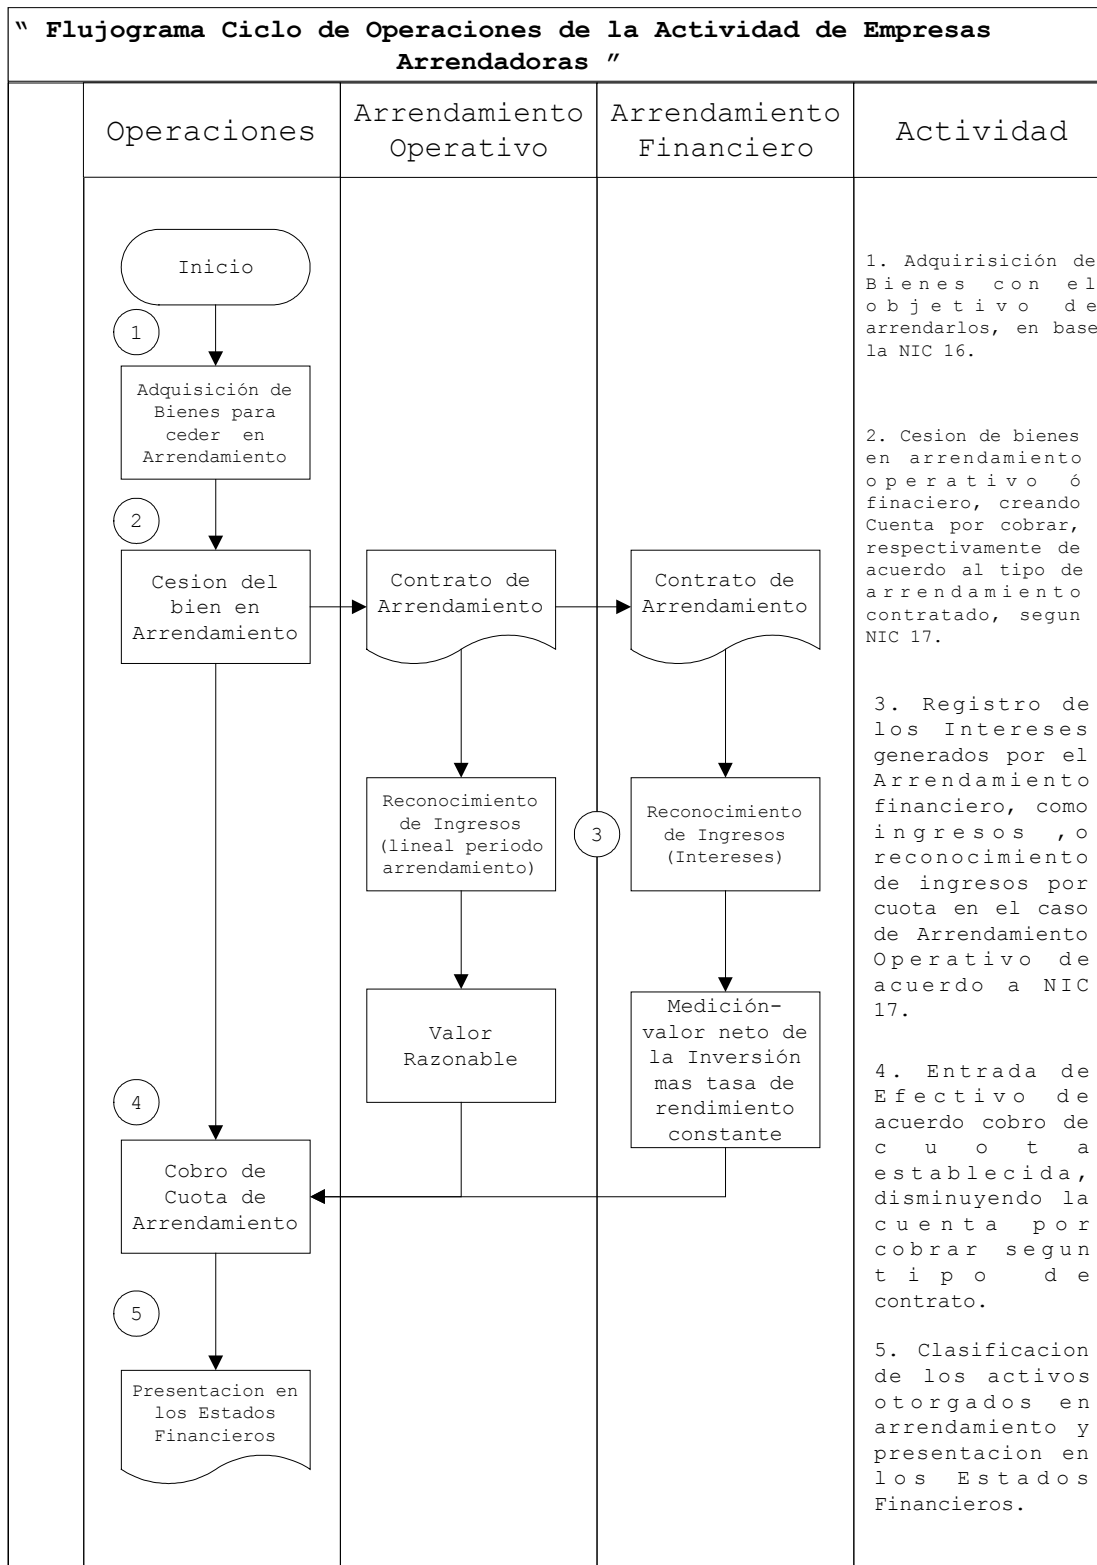 “ Flujograma Ciclo de Operaciones de la Actividad de Empresas
Arrendadoras ”
Operaciones
Arrendamiento
Operativo
Arrendamiento
Financiero
Actividad
Inicio
1
Adquisición de
Bienes para
ceder en
Arrendamiento
2
Cesion del
bien en
Arrendamiento
Contrato de
Arrendamiento
Contrato de
Arrendamiento
Reconocimiento
de Ingresos
(lineal periodo
arrendamiento)
3
Reconocimiento
de Ingresos
(Intereses)
Valor
Razonable
Medición-
valor neto de
la Inversión
mas tasa de
rendimiento
constante
4
Cobro de
Cuota de
Arrendamiento
5
Presentacion en
los Estados
Financieros
1. Adquirisición de
Bienes con el
objetivo de
arrendarlos, en base
la NIC 16.
2. Cesion de bienes
en arrendamiento
operativo ó
finaciero, creando
Cuenta por cobrar,
respectivamente de
acuerdo al tipo de
arrendamiento
contratado, segun
NIC 17.
3. Registro de
los Intereses
generados por el
Arrendamiento
financiero, como
ingresos ,o
reconocimiento
de ingresos por
cuota en el caso
de Arrendamiento
Operativo de
acuerdo a NIC
17.
4. Entrada de
Efectivo de
acuerdo cobro de
cuota
establecida,
disminuyendo la
cuenta por
cobrar segun
tipo de
contrato.
5. Clasificacion
de los activos
otorgados en
arrendamiento y
presentacion en
los Estados
Financieros.